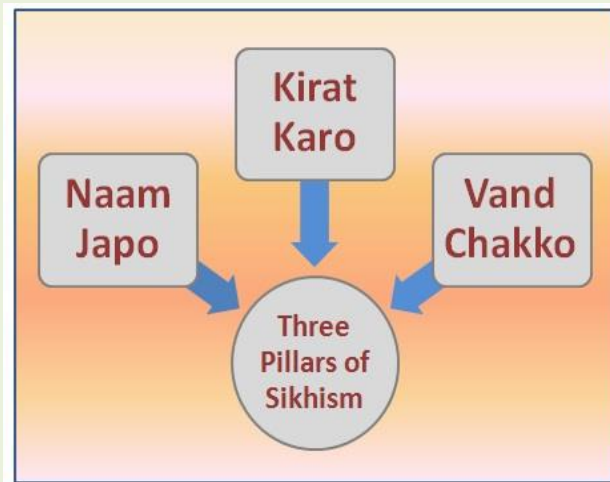 Kirat
Karo
Naam
Japo
Vand
Chakko
Three
Pillars of
Sikhism